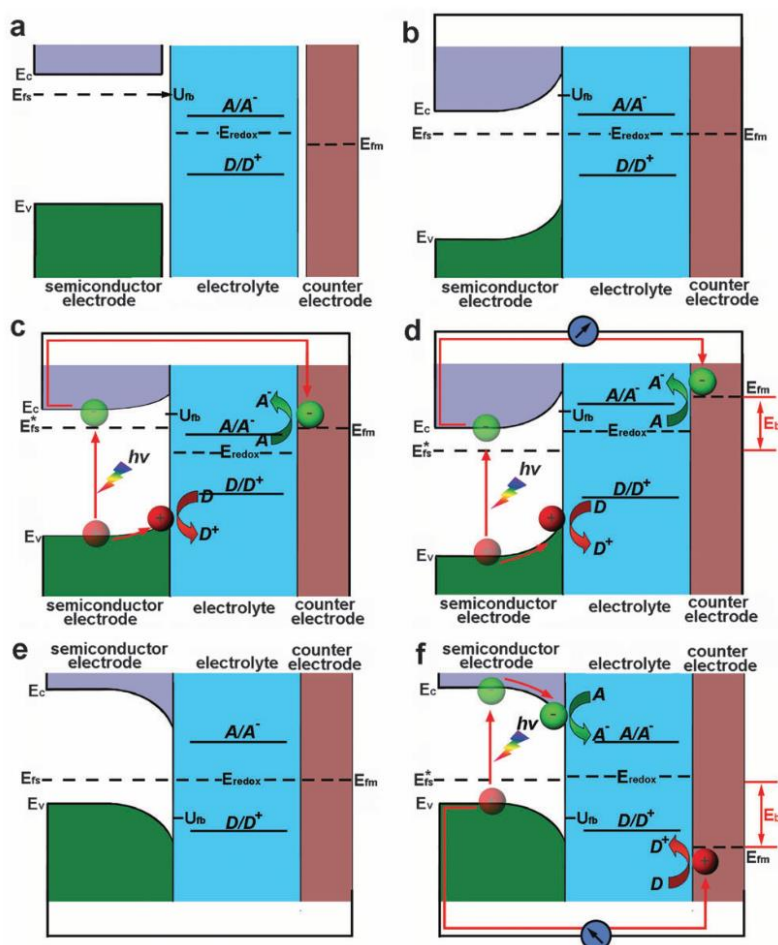 a
Ec
Efs
Ufb
A/A-
Eredox
D/D+
Efm
Ev
semiconductor
electrode
electrolyte
counter
electrode
b
Ec
Ufb
A/A-
Efs
Eredox
Efm
D/D+
Ev
semiconductor
electrode
electrolyte
counter
electrode
c
Ec
Efs*
Ufb
A/A-
A-
A
-
-
Eredox
Efm
hv
D/D+
+
D
D+
Ev
semiconductor
electrode
electrolyte
counter
electrode
d
Ec
Efs*
Ufb
A/A-
A-
A
-
-
Eredox
Efm
Eb
hv
D/D+
+
D
D+
Ev
semiconductor
electrode
electrolyte
counter
electrode
e
semiconductor
electrode
electrolyte
counter
electrode
Ec
A/A-
Efs
Eredox
Efm
Ev
Ufb
D/D+
f
semiconductor
electrode
electrolyte
counter
electrode
Ec
-
-
A
hv
A-
A/A-
Efs*
Eredox
Ev
Ufb
D/D+
Eb
D+
D
+
Efm